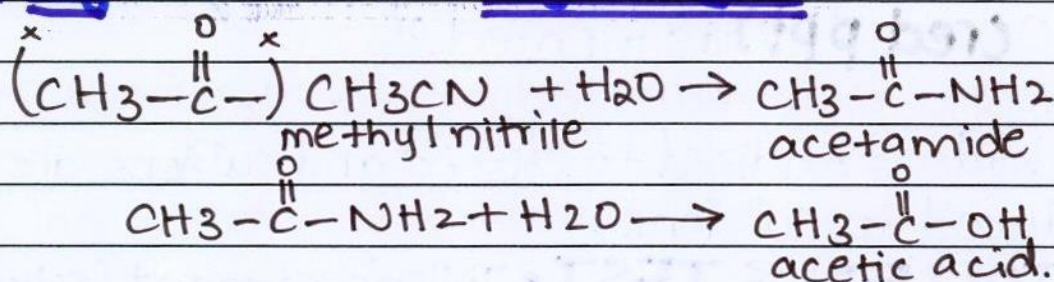 x O x O
(CH3-C-) CH3CN + H2O → CH3-C-NH2
methyl nitrile acetamide
O O
CH3-C-NH2 + H2O → CH3-C-OH
acetic acid.